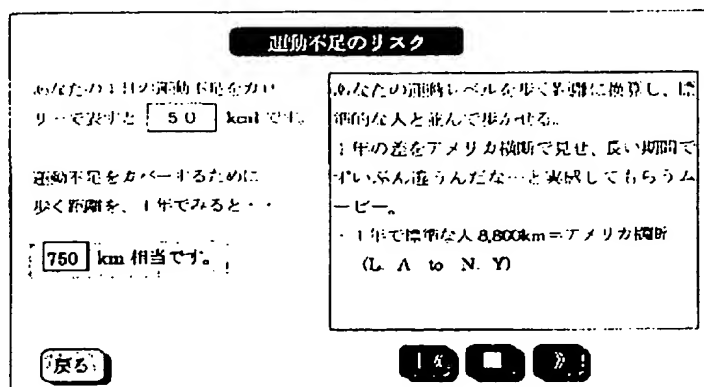 運動不足のリスク
あなたの1日の運動不足をカロ
リーで表すと 50 kcal です。
運動不足をカバーするために
歩く距離を、1年でみると・・
750 km 相当です。
あなたの運動レベルを歩く距離に換算し、標
準的な人と並んで歩かせる。
1年の差をアメリカ横断で見せ、長い期間で
ずいぶん違うんだな…と実感してもらうム
ービー。
・1年で標準な人 8,800km=アメリカ横断
(L. A to N. Y)
戻る